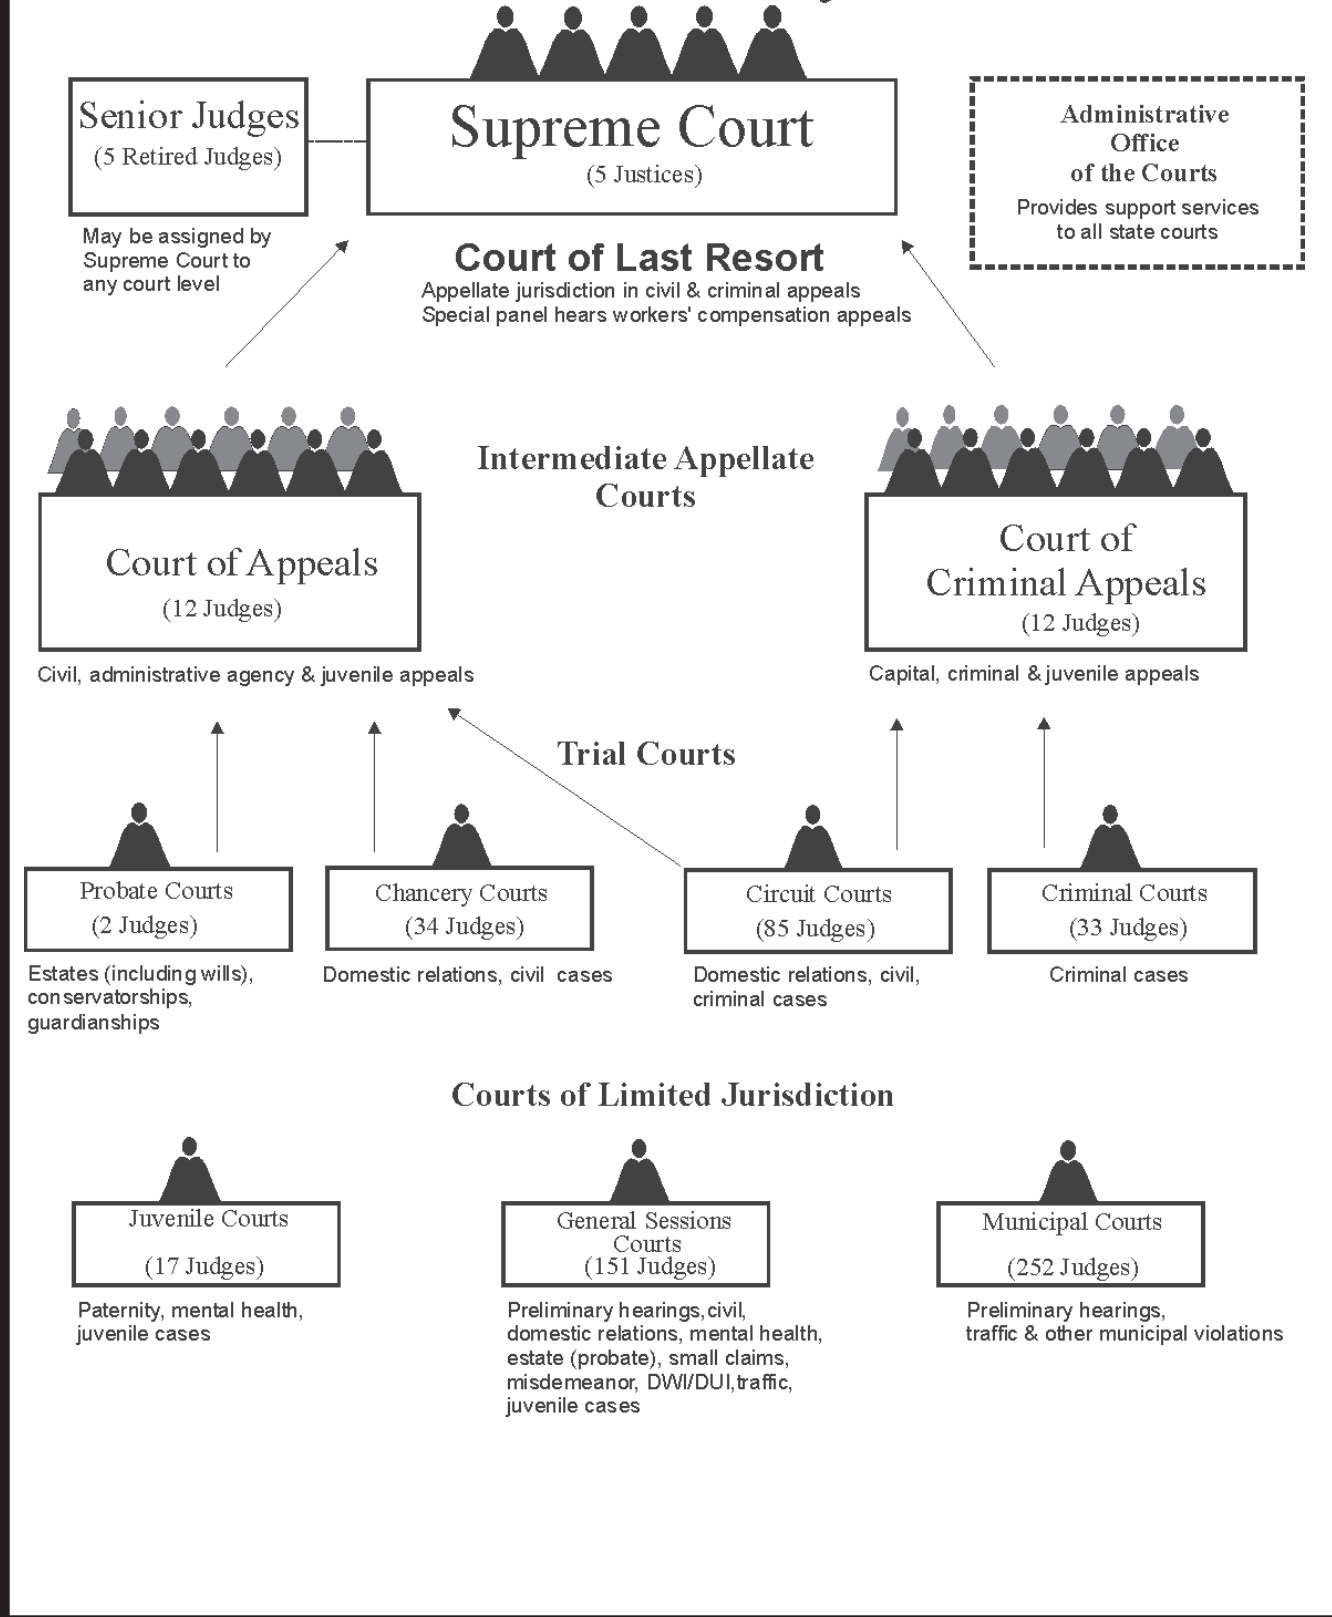 Senior Judges
(5 Retired Judges)
May be assigned by
Supreme Court to
any court level
Supreme Court
(5 Justices)
Court of Last Resort
Appellate jurisdiction in civil & criminal appeals
Special panel hears workers' compensation appeals
Administrative
Office
of the Courts
Provides support services
to all state courts
Intermediate Appellate
Courts
Court of Appeals
(12 Judges)
Civil, administrative agency & juvenile appeals
Court of
Criminal Appeals
(12 Judges)
Capital, criminal & juvenile appeals
Trial Courts
Probate Courts
(2 Judges)
Estates (including wills),
conservatorships,
guardianships
Chancery Courts
(34 Judges)
Domestic relations, civil cases
Circuit Courts
(85 Judges)
Domestic relations, civil,
criminal cases
Criminal Courts
(33 Judges)
Criminal cases
Courts of Limited Jurisdiction
Juvenile Courts
(17 Judges)
Paternity, mental health,
juvenile cases
General Sessions
Courts
(151 Judges)
Preliminary hearings, civil,
domestic relations, mental health,
estate (probate), small claims,
misdemeanor, DWI/DUI, traffic,
juvenile cases
Municipal Courts
(252 Judges)
Preliminary hearings,
traffic & other municipal violations